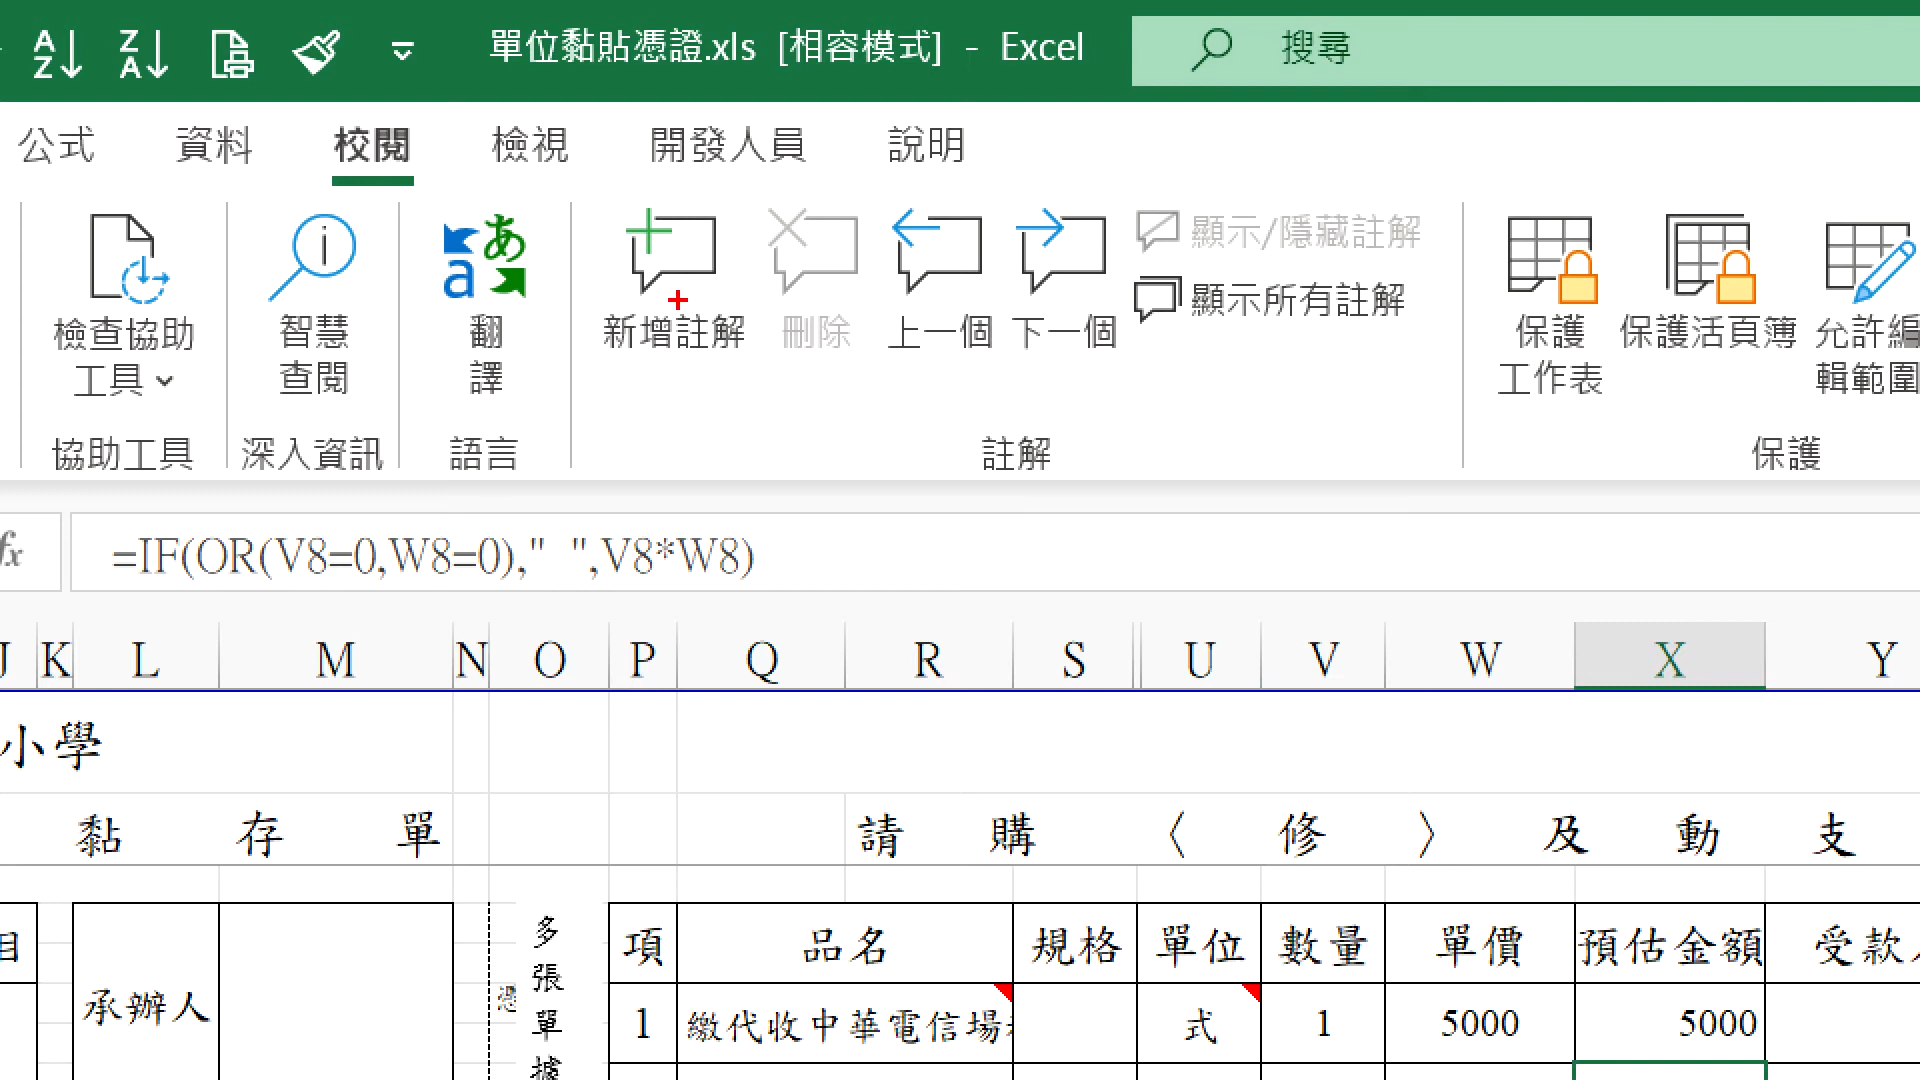 單位黏貼憑證.xls [相容模式] - Excel
搜尋
公式 資料 校閱 檢視 開發人員 說明
檢查協助
工具
智慧
查閱
翻
譯
新增註解
刪除
上一個
下一個
顯示/隱藏註解
顯示所有註解
保護
工作表
保護活頁簿
允許編
輯範圍
協助工具
深入資訊
語言
註解
保護
fx
=IF(OR(V8=0,W8=0)," ",V8*W8)
J K L M N O P Q R S U V W X Y
小學
黏 存 單
請 購 〈 修 〉 及 動 支
承辦人
多
張
單
據
項 品名 規格 單位 數量 單價 預估金額 受款
1 繳代收中華電信場 式 1 5000 5000